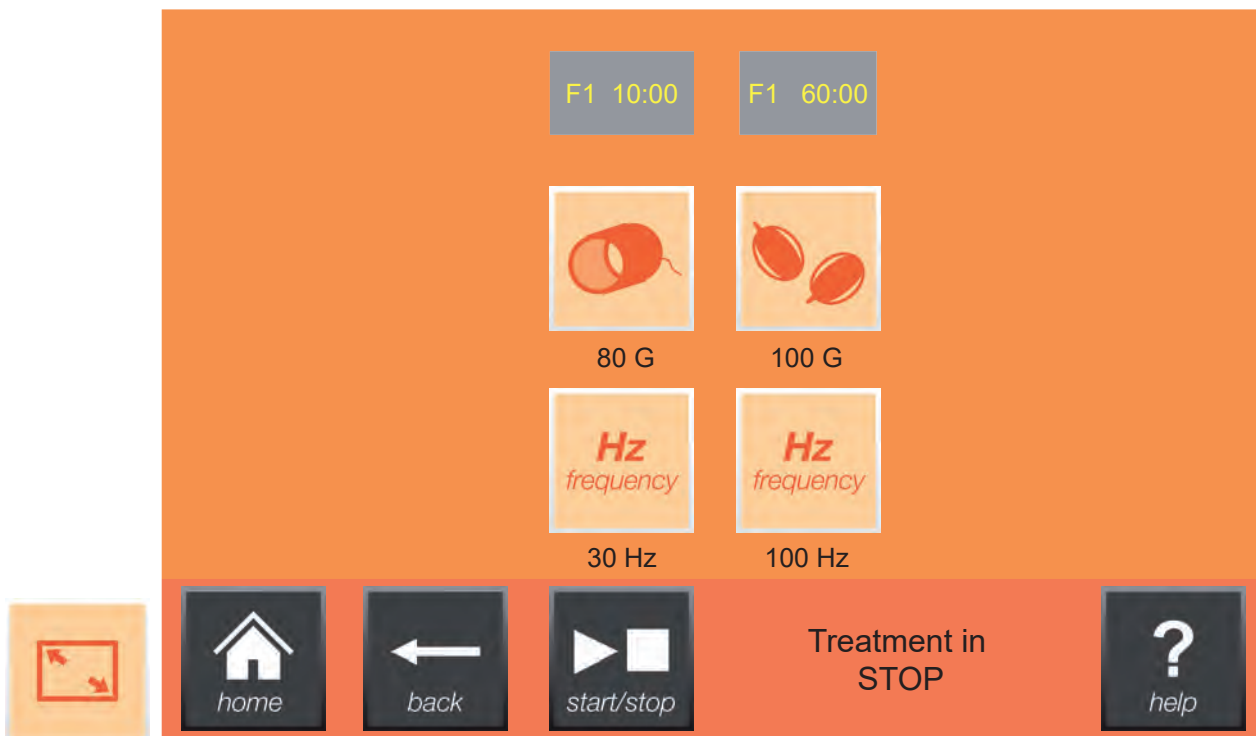 F1 10:00 F1 60:00
80 G 100 G
Hz Hz
frequency frequency
30 Hz 100 Hz
home back start/stop Treatment in
STOP ? help